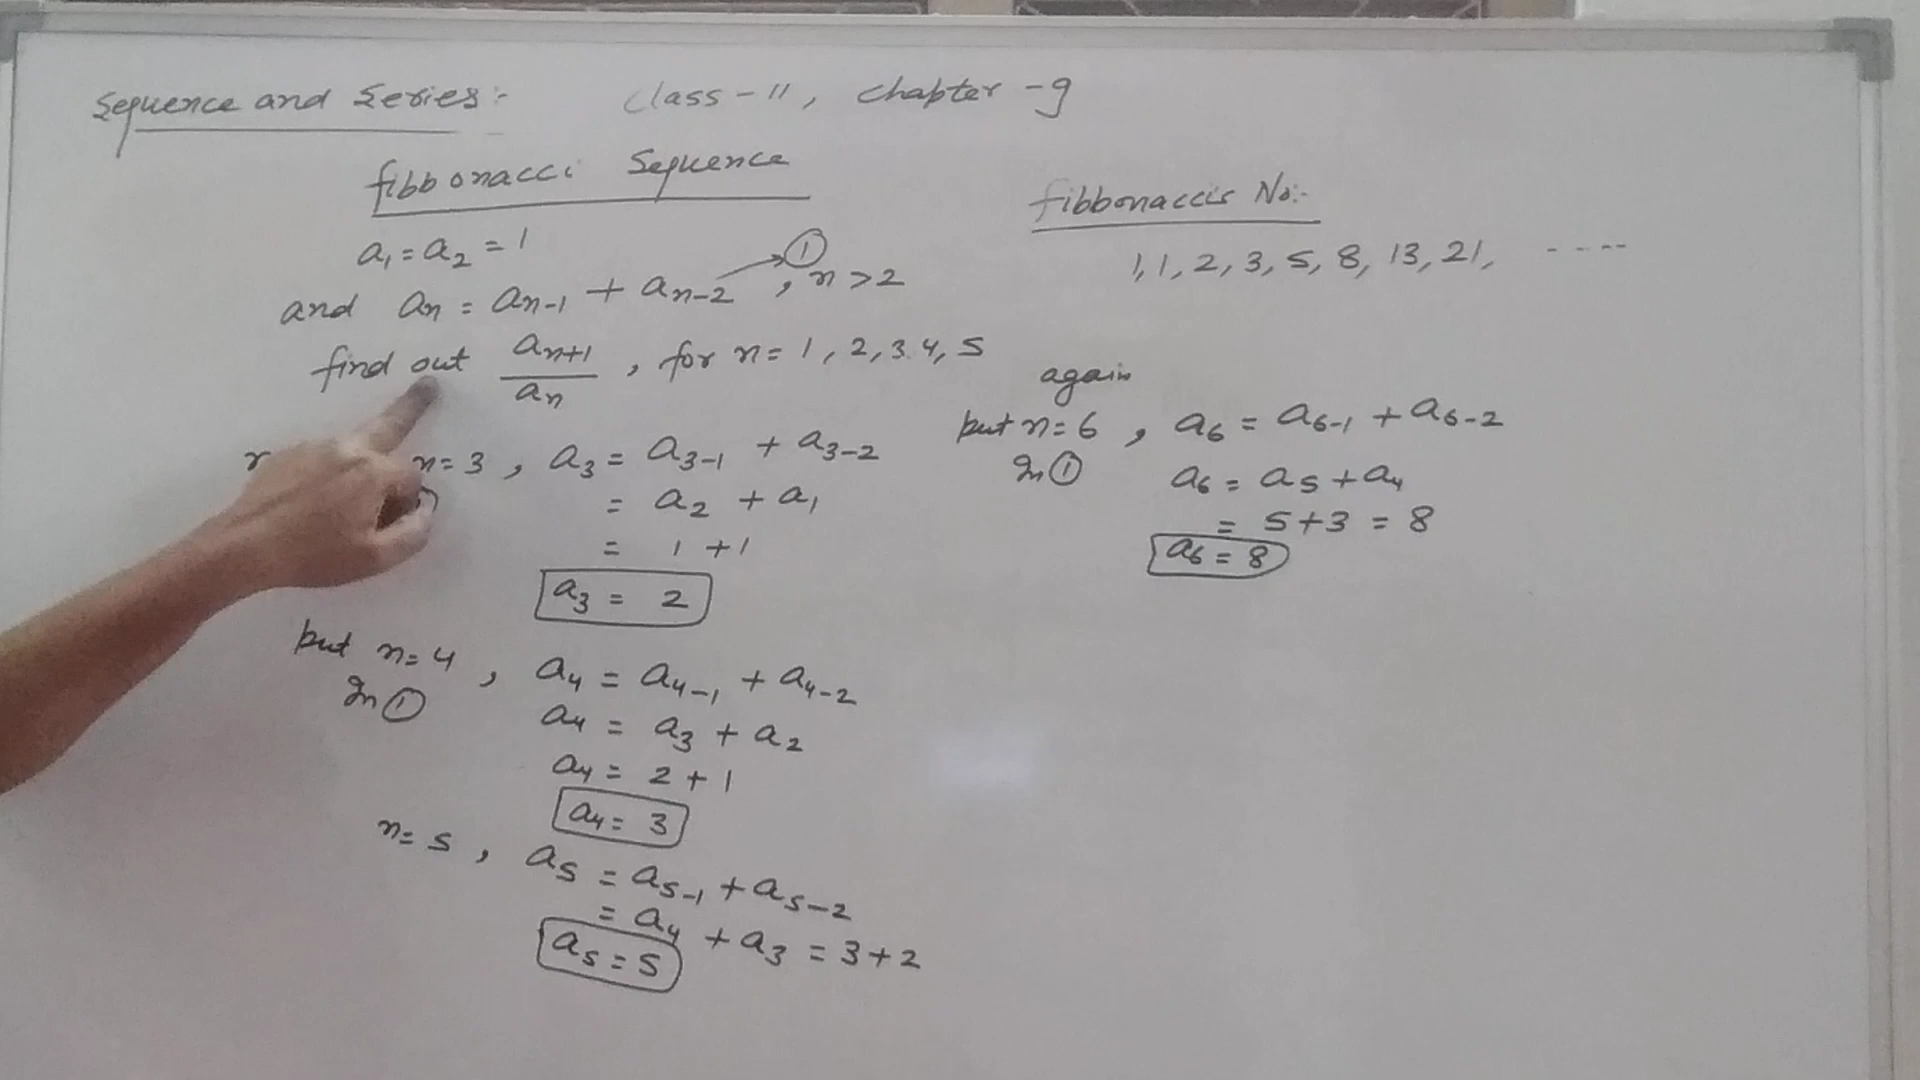 Sequence and Series:- Class-11, Chapter-9
fibbonacci Sequence
a₁ = a₂ = 1
and aₙ = aₙ₋₁ + aₙ₋₂ , n > 2 ①
find out aₙ₊₁/aₙ , for n = 1, 2, 3. 4, 5
n = 3 , a₃ = a₃₋₁ + a₃₋₂
= a₂ + a₁
= 1 + 1
a₃ = 2
put n = 4 , a₄ = a₄₋₁ + a₄₋₂
In ①
a₄ = a₃ + a₂
a₄ = 2 + 1
a₄ = 3
n = 5 , a₅ = a₅₋₁ + a₅₋₂
= a₄ + a₃ = 3 + 2
a₅ = 5
fibbonaccis No:-
1, 1, 2, 3, 5, 8, 13, 21, ----
again
put n = 6 , a₆ = a₆₋₁ + a₆₋₂
In ①
a₆ = a₅ + a₄
= 5 + 3 = 8
a₆ = 8